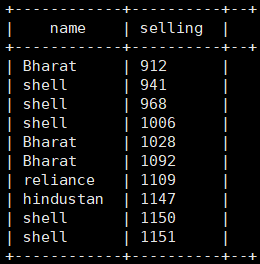 +------------+----------+--+
|    name    | selling  |
+------------+----------+--+
| Bharat     | 912      |
| shell      | 941      |
| shell      | 968      |
| shell      | 1006     |
| Bharat     | 1028     |
| Bharat     | 1092     |
| reliance   | 1109     |
| hindustan  | 1147     |
| shell      | 1150     |
| shell      | 1151     |
+------------+----------+--+